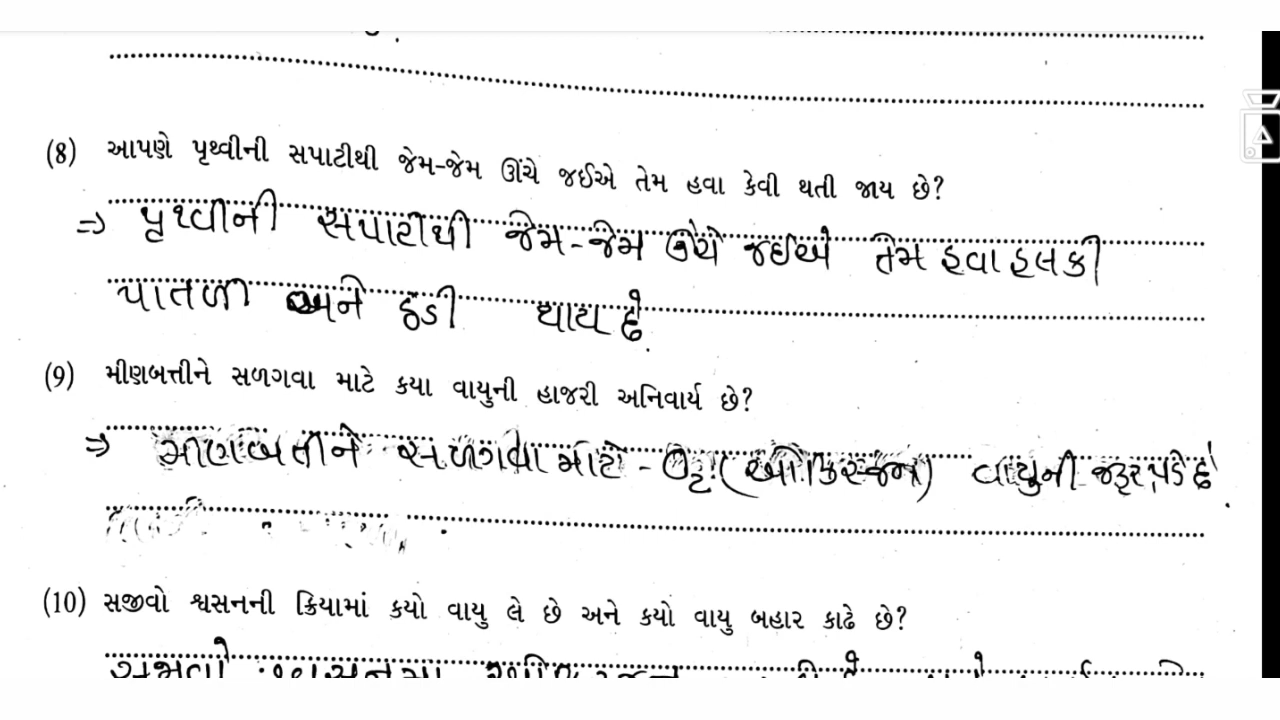 (8) આપણે પૃથ્વીની સપાટીથી જેમ-જેમ ઊંચે જઈએ તેમ હવા કેવી થતી જાય છે?
⇒ પૃથ્વીની સપાટીથી જેમ-જેમ ઊંચે જઈએ તેમ હવા હલકી
પાતળી અને ઠંડી થાય છે.
(9) મીણબત્તીને સળગવા માટે કયા વાયુની હાજરી અનિવાર્ય છે?
⇒ મીણબતીને સળગવા માટે - O₂ (ઓકિસ્જન) વાયુની જરૂર પડે છે.
(10) સજીવો શ્વસનની ક્રિયામાં કયો વાયુ લે છે અને કયો વાયુ બહાર કાઢે છે?